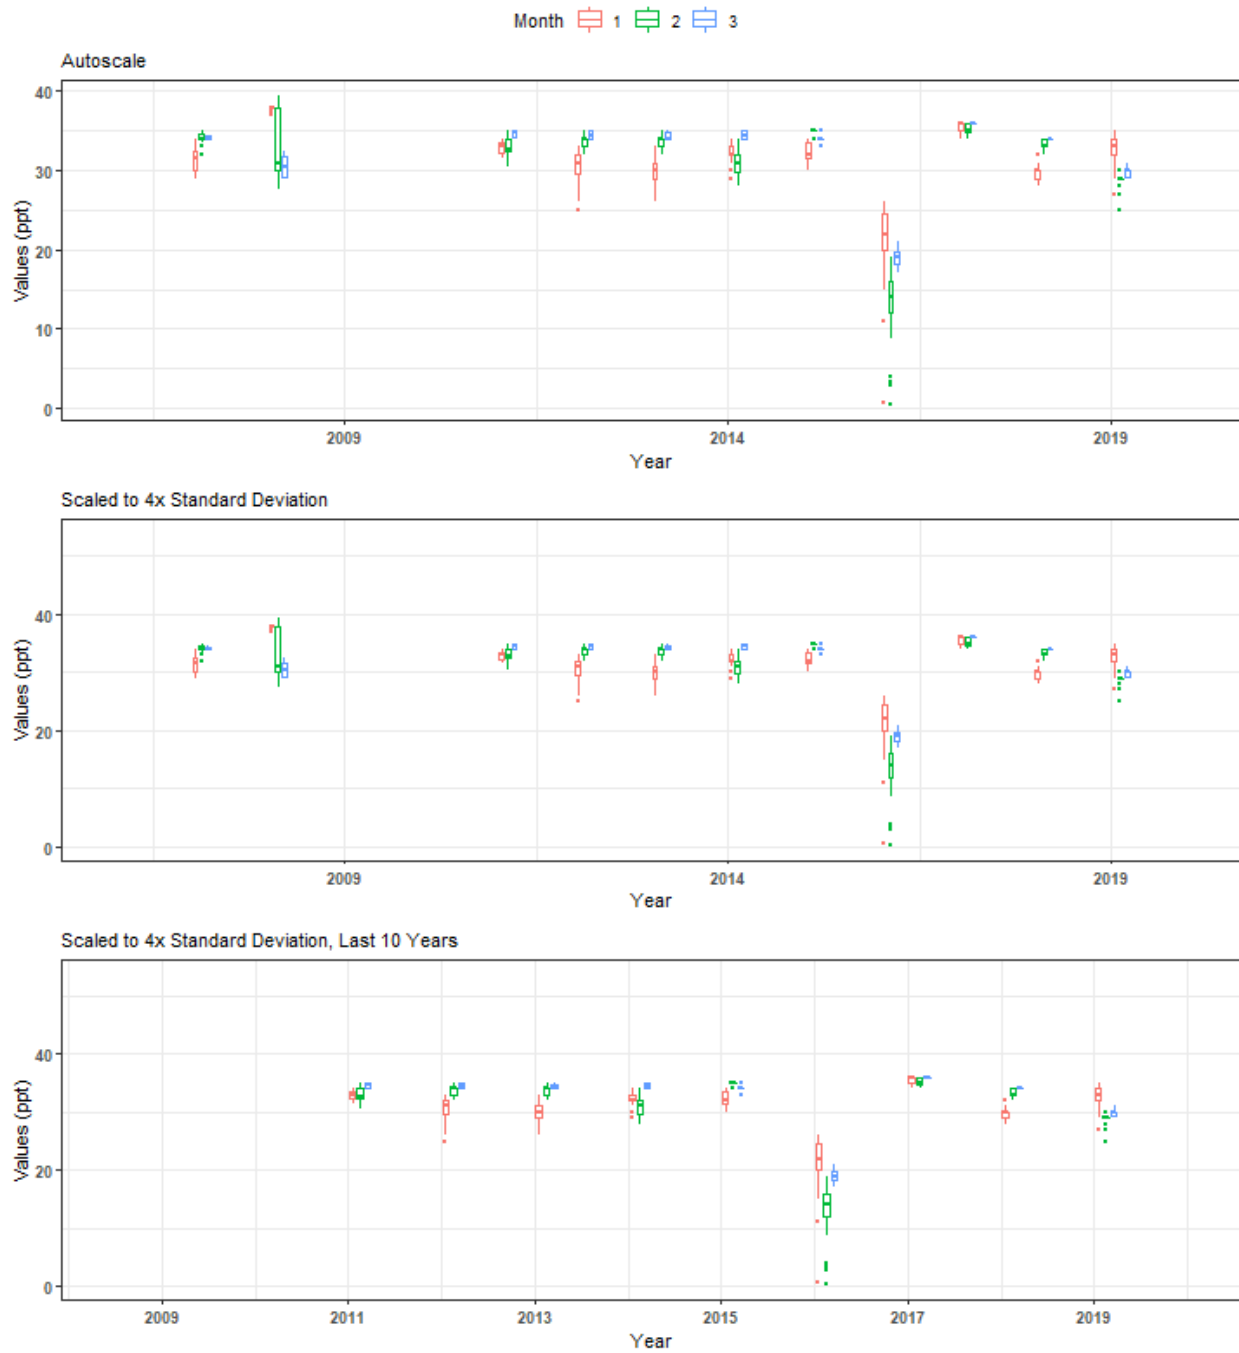 Month 1 2 3
Autoscale
40
30
20
10
0
Values (ppt)
2009 2014 2019
Year
Scaled to 4x Standard Deviation
40
20
0
Values (ppt)
2009 2014 2019
Year
Scaled to 4x Standard Deviation, Last 10 Years
40
20
0
Values (ppt)
2009 2011 2013 2015 2017 2019
Year